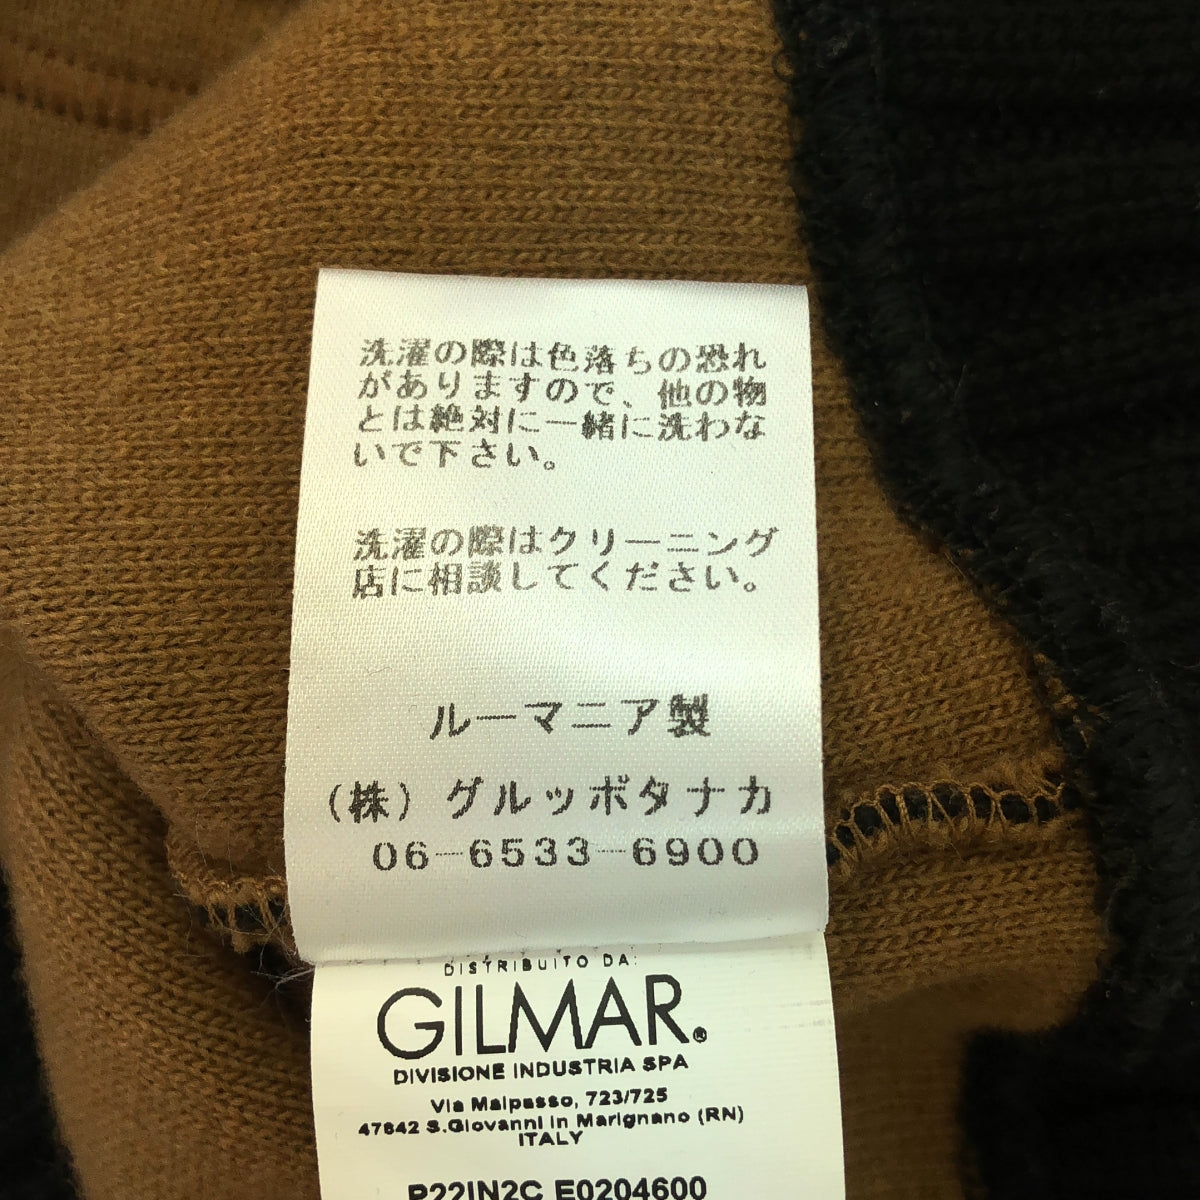 洗濯の際は色落ちの恐れ
がありますので、他の物
とは絶対に一緒に洗わな
いで下さい。
洗濯の際はクリーニング
店に相談してください。
ルーマニア製
（株）グルッポタナカ
06-6533-6900
DISTRIBUITO DA:
GILMAR®
DIVISIONE INDUSTRIA SPA
Via Malpasso, 723/725
47842 S.Giovanni in Marignano (RN)
ITALY
P22IN2C E0204600